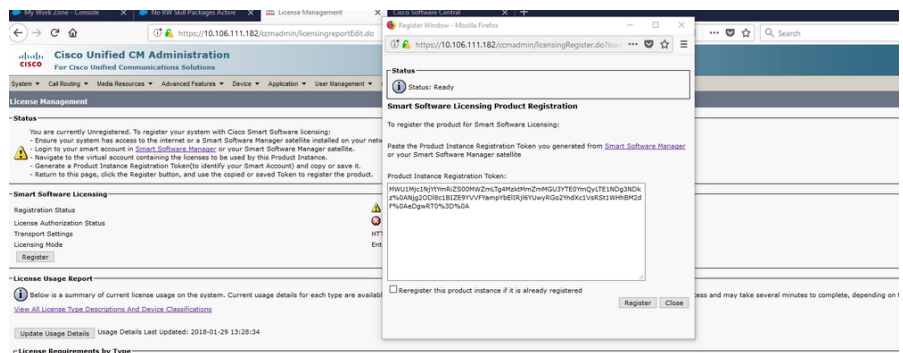 My Work Zone - Console
No RW Skill Packages Active
License Management
Cisco Software Central
https://10.106.111.182/ccmadmin/licensingreportEdit.do
Search
cisco
Cisco Unified CM Administration
For Cisco Unified Communications Solutions
System
Call Routing
Media Resources
Advanced Features
Device
Application
User Management
License Management
Status
You are currently Unregistered. To register your system with Cisco Smart Software licensing:
- Ensure your system has access to the internet or a Smart Software Manager satellite installed on your netw
- Login to your smart account in Smart Software Manager or your Smart Software Manager satellite.
- Navigate to the virtual account containing the licenses to be used by this Product Instance.
- Generate a Product Instance Registration Token(to identify your Smart Account) and copy or save it.
- Return to this page, click the Register button, and use the copied or saved Token to register the product.
Smart Software Licensing
Registration Status
License Authorization Status
Transport Settings
HTT
Licensing Mode
Ent
Register
License Usage Report
Below is a summary of current license usage on the system. Current usage details for each type are availabl
ess and may take several minutes to complete, depending on t
View All License Type Descriptions And Device Classifications
Update Usage Details
Usage Details Last Updated: 2018-01-29 13:28:34
License Requirements by Type
Register Window - Mozilla Firefox
https://10.106.111.182/ccmadmin/licensingRegister.do?load
Status
Status: Ready
Smart Software Licensing Product Registration
To register the product for Smart Software Licensing:
Paste the Product Instance Registration Token you generated from Smart Software Manager
or your Smart Software Manager satellite
Product Instance Registration Token:
Reregister this product instance if it is already registered
Register
Close